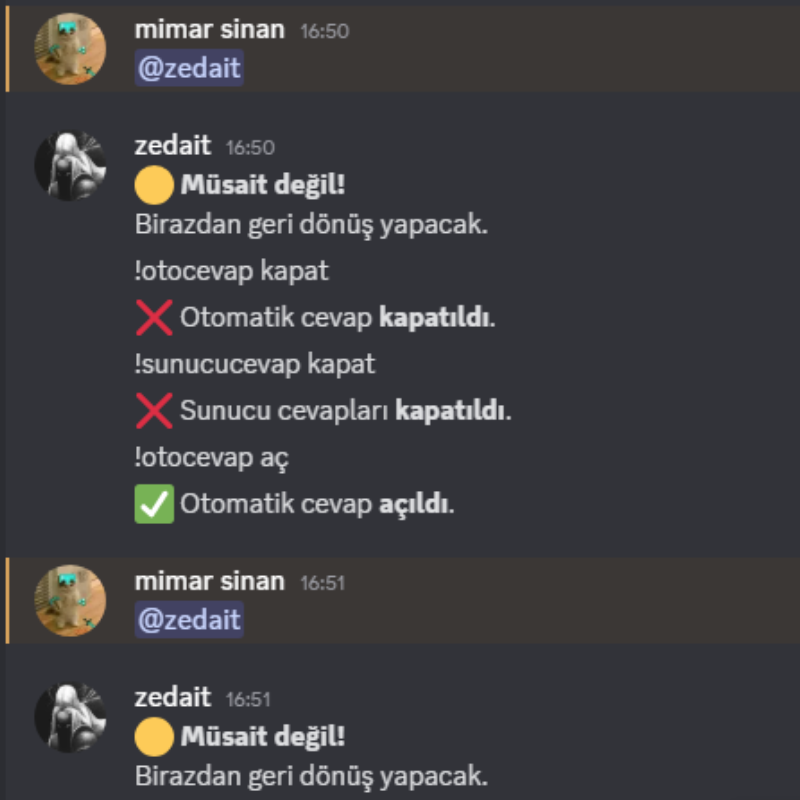 mimar sinan 16:50
@zedait
zedait 16:50
Müsait değil!
Birazdan geri dönüş yapacak.
!otocevap kapat
Otomatik cevap kapatıldı.
!sunucucevap kapat
Sunucu cevapları kapatıldı.
!otocevap aç
Otomatik cevap açıldı.
mimar sinan 16:51
@zedait
zedait 16:51
Müsait değil!
Birazdan geri dönüş yapacak.